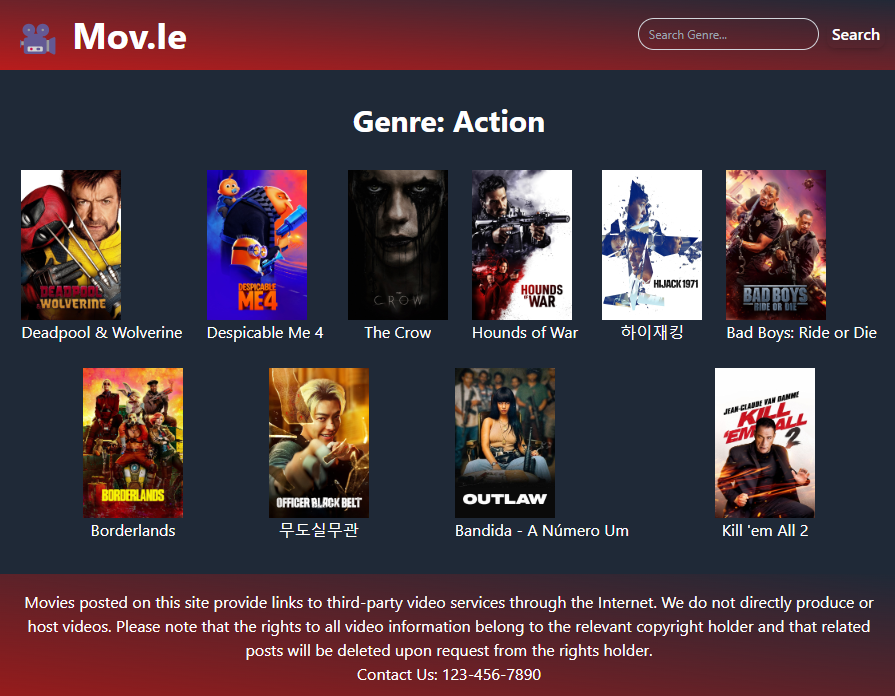 Mov.le
Search Genre...
Search
Genre: Action
DEADPOOL
WOLVERINE
DESPICABLE
ME4
CROW
HOUNDS
OF WAR
HIJACK 1971
BAD BOYS
RIDE OR DIE
Deadpool & Wolverine
Despicable Me 4
The Crow
Hounds of War
하이재킹
Bad Boys: Ride or Die
BORDERLANDS
OFFICER BLACK BELT
OUTLAW
JEAN-CLAUDE VAN DAMME
KILL
'EM ALL
2
Borderlands
무도실무관
Bandida - A Número Um
Kill 'em All 2
Movies posted on this site provide links to third-party video services through the Internet. We do not directly produce or
host videos. Please note that the rights to all video information belong to the relevant copyright holder and that related
posts will be deleted upon request from the rights holder.
Contact Us: 123-456-7890